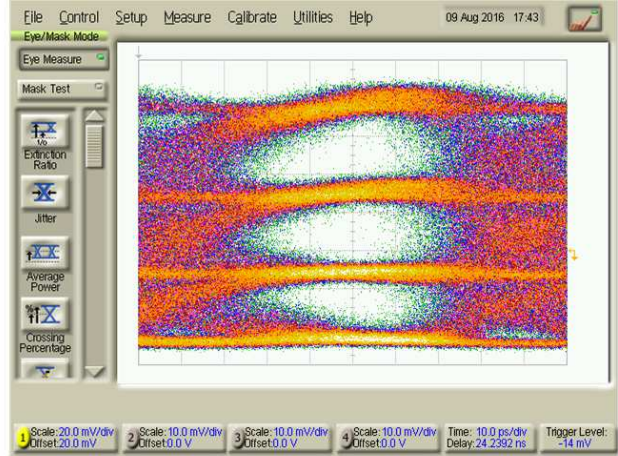 File Control Setup Measure Calibrate Utilities Help 09 Aug 2016 17:43
Eye/Mask Mode
Eye Measure
Mask Test
1/0
Extinction
Ratio
Jitter
Average
Power
%
Crossing
Percentage
1 Scale:20.0 mV/div
Offset:20.0 mV
2 Scale: 10.0 mV/div
Offset:0.0 V
3 Scale: 10.0 mV/div
Offset:0.0 V
4 Scale: 10.0 mV/div
Offset:0.0 V
Time: 10.0 ps/div
Delay:24.2392 ns
Trigger Level:
-14 mV